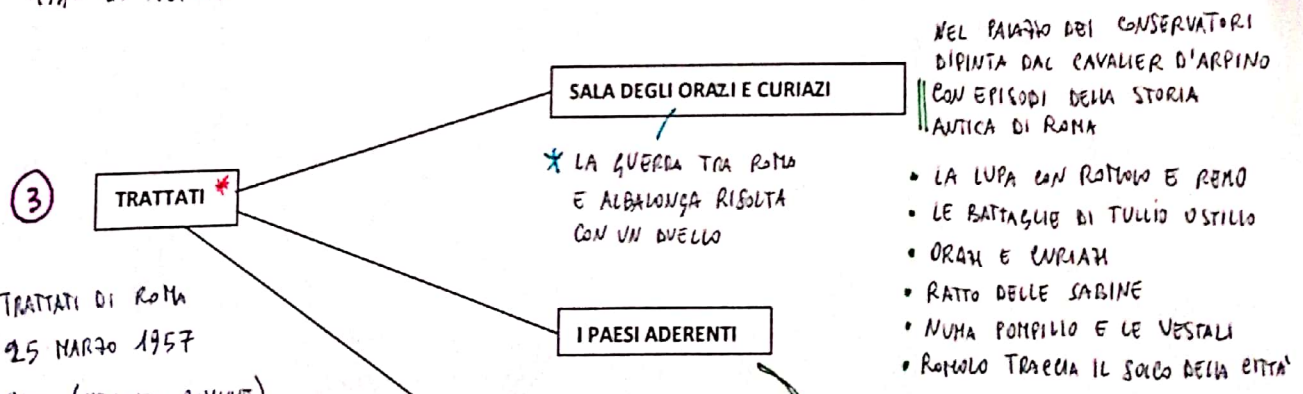 NEL PALAZZO DEI CONSERVATORI
DIPINTA DAL CAVALIER D'ARPINO
CON EPISODI DELLA STORIA
ANTICA DI ROMA
SALA DEGLI ORAZI E CURIAZI
* LA GUERRA TRA ROMA
E ALBALONGA RISOLTA
CON UN DUELLO
• LA LUPA CON ROMOLO E REMO
• LE BATTAGLIE DI TULLIO OSTILLO
• ORAZI E CURIAZI
• RATTO DELLE SABINE
• NUMA POMPILIO E LE VESTALI
• ROMOLO TRACCIA IL SOLCO DELLA CITTA'
3
TRATTATI *
TRATTATI DI ROMA
25 MARZO 1957
I PAESI ADERENTI